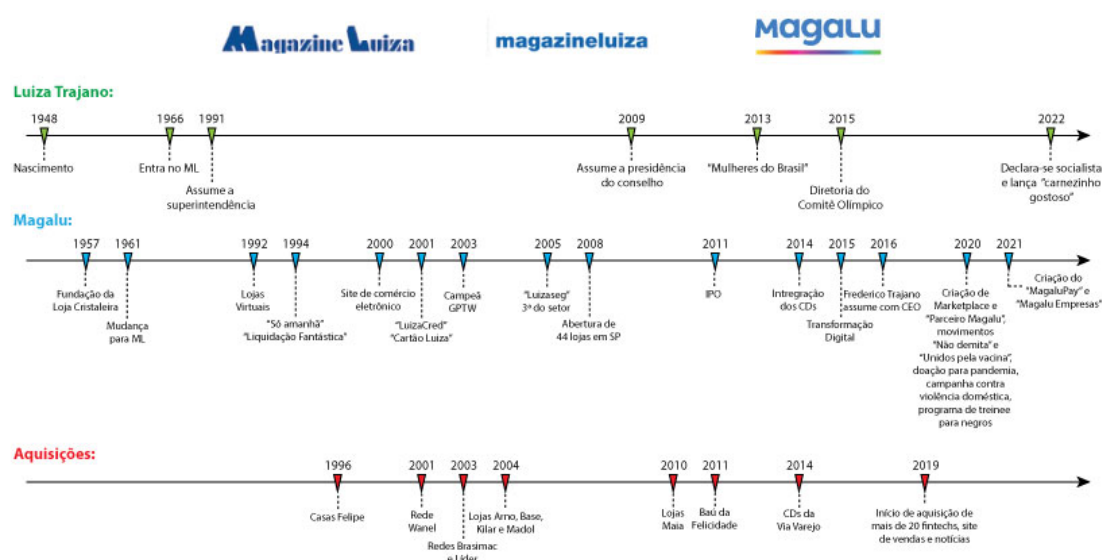 Magazine Luiza
magazineluiza
MagaLu
Luiza Trajano:
1948
1966
1991
2009
2013
2015
2022
Nascimento
Entra no ML
Assume a
superintendência
Assume a presidência
do conselho
"Mulheres do Brasil"
Diretoria do
Comitê Olímpico
Declara-se socialista
e lança "carnezinho
gostoso"
Magalu:
1957
1961
1992
1994
2000
2001
2003
2005
2008
2011
2014
2015
2016
2020
2021
Fundação da
Loja Cristaleira
Mudança
para ML
Lojas
Virtuais
"Só amanhã"
"Liquidação Fantástica"
Site de comércio
eletrônico
"LuizaCred"
"Cartão Luiza"
Campeã
GPTW
"Luizaseg"
3ª do setor
Abertura de
44 lojas em SP
IPO
Intregração
dos CDs
Transformação
Digital
Frederico Trajano
assume com CEO
Criação de
Marketplace e
"Parceiro Magalu",
movimentos
"Não demita" e
"Unidos pela vacina",
doação para pandemia,
campanha contra
violência doméstica,
programa de treinee
para negros
Criação do
"MagaluPay" e
"Magalu Empresas"
Aquisições:
1996
2001
2003
2004
2010
2011
2014
2019
Casas Felipe
Rede
Wanel
Redes Brasimac
e Líder
Lojas Arno, Base,
Kilar e Madol
Lojas
Maia
Baú da
Felicidade
CDs da
Via Varejo
Início de aquisição de
mais de 20 fintechs, site
de vendas e notícias